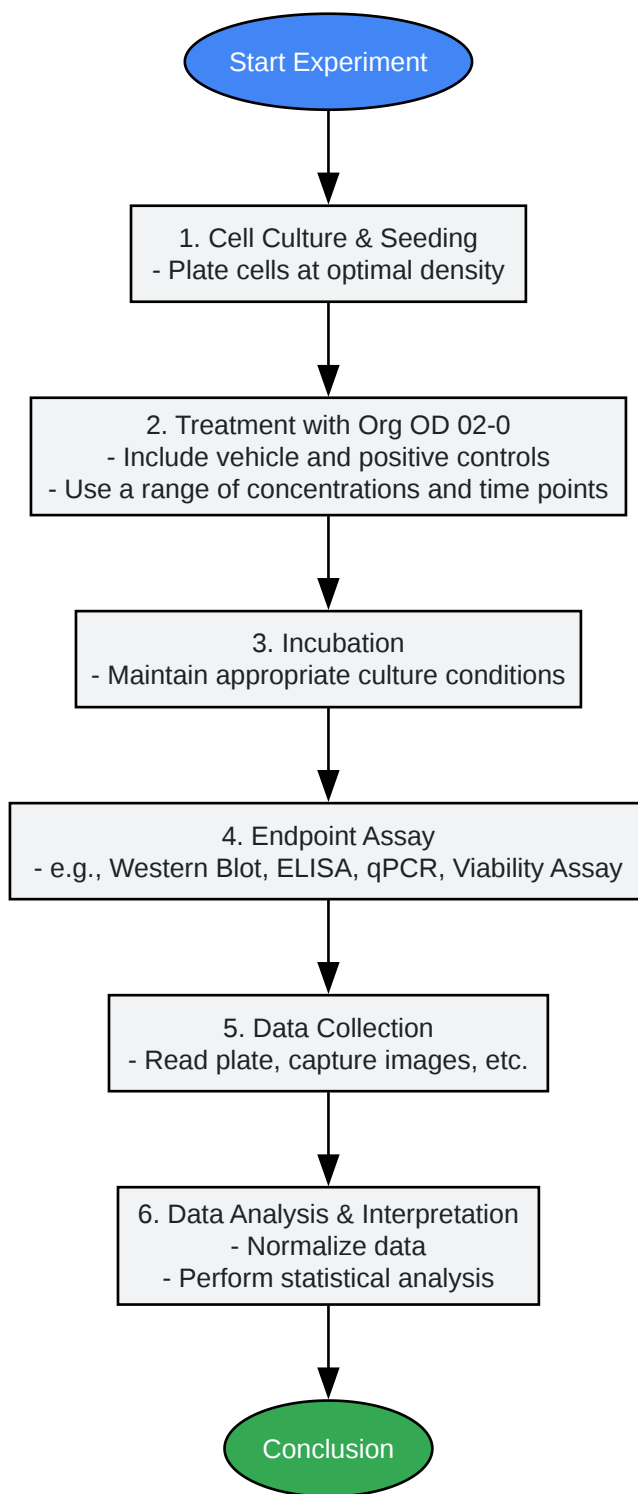 Start Experiment
1. Cell Culture & Seeding
- Plate cells at optimal density
2. Treatment with Org OD 02-0
- Include vehicle and positive controls
- Use a range of concentrations and time points
3. Incubation
- Maintain appropriate culture conditions
4. Endpoint Assay
- e.g., Western Blot, ELISA, qPCR, Viability Assay
5. Data Collection
- Read plate, capture images, etc.
6. Data Analysis & Interpretation
- Normalize data
- Perform statistical analysis
Conclusion